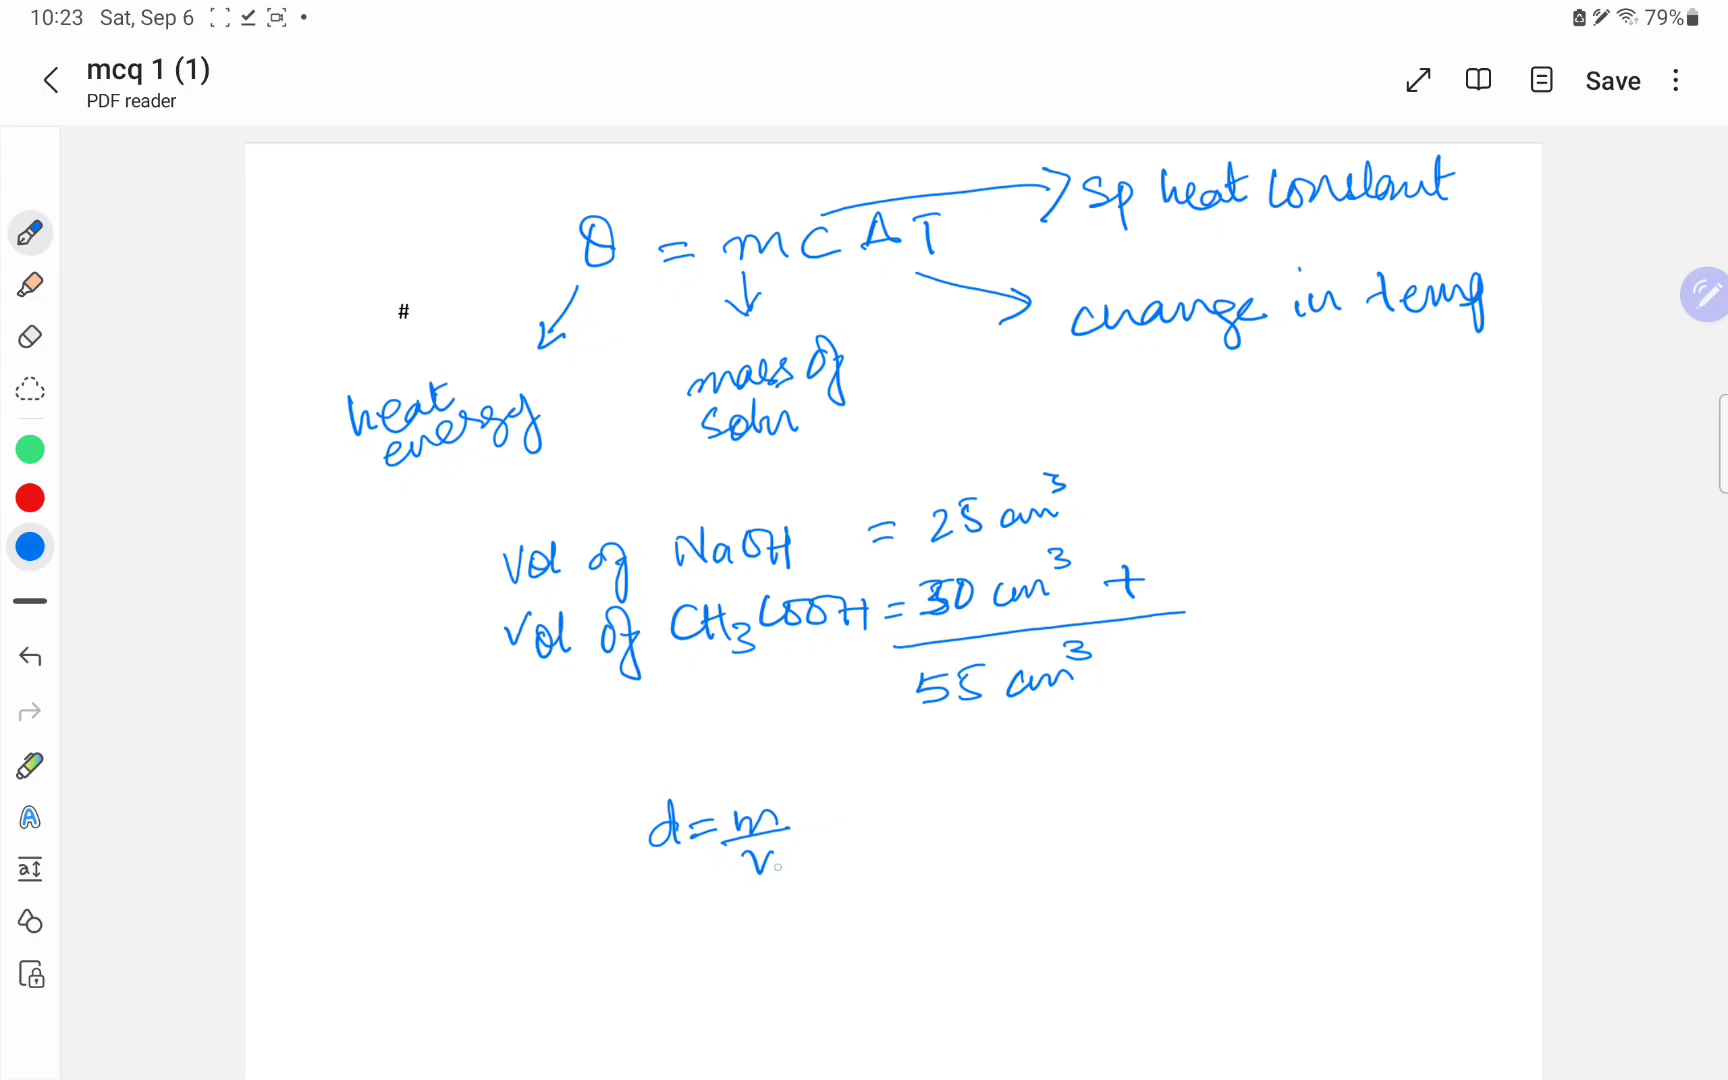 10:23 Sat, Sep 6 79%
mcq 1 (1)
PDF reader
Save
Q = mCΔT → Sp heat constant
→ change in temp
#
heat energy
mass of soln
Vol of NaOH = 25 cm³
Vol of CH₃COOH = 30 cm³ +
55 cm³
d = m/v